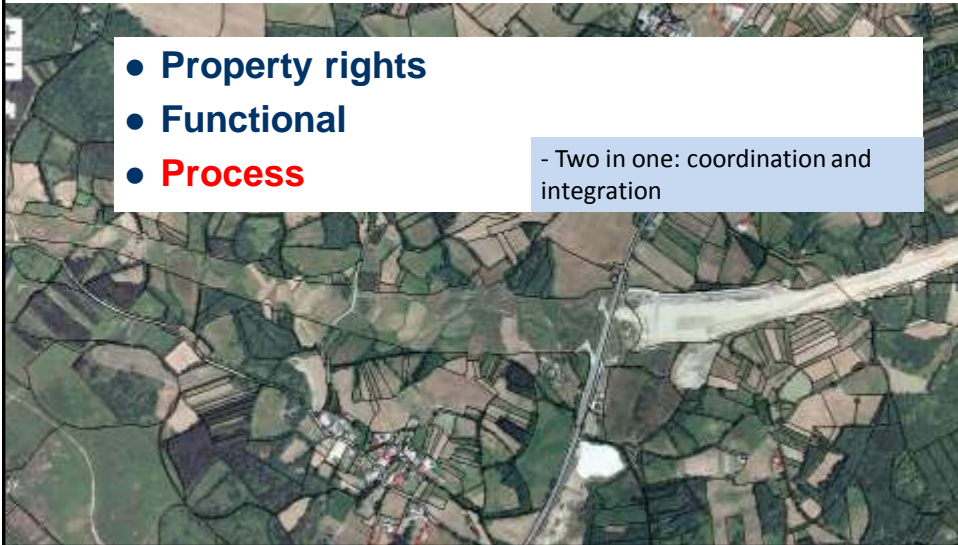 ● Property rights
● Functional
● Process
- Two in one: coordination and
integration
+
−